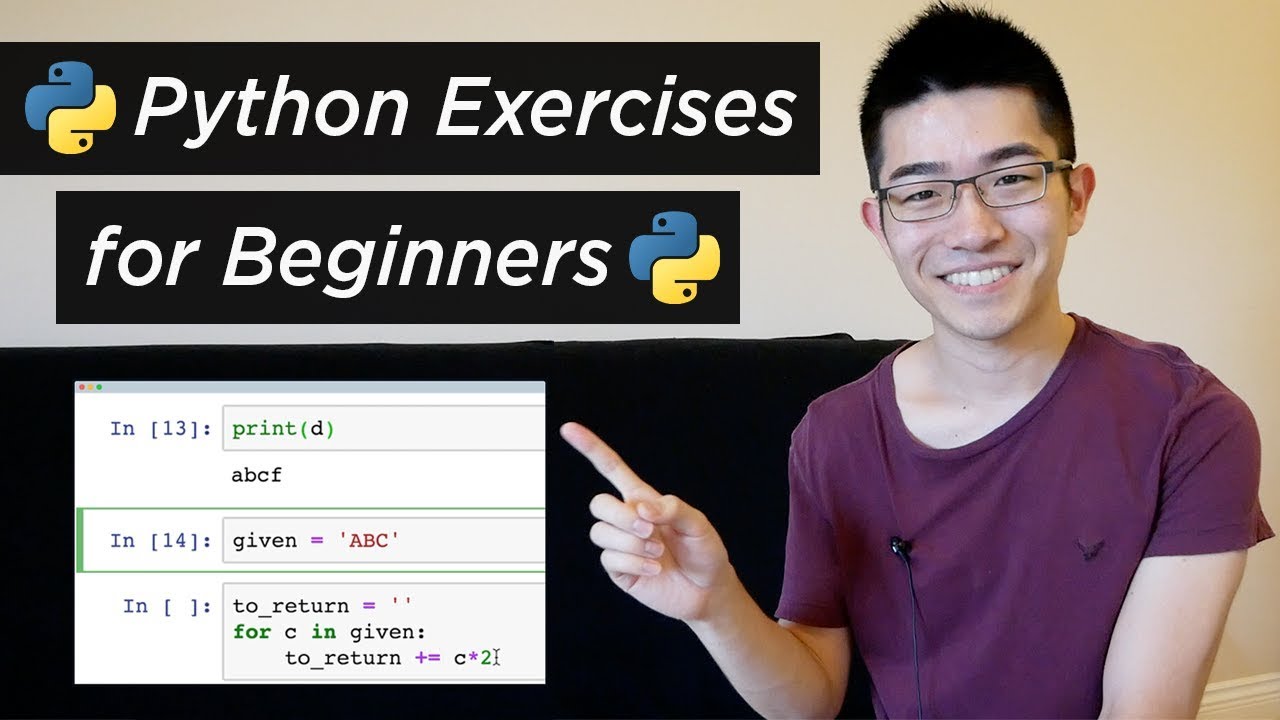 Python Exercises
for Beginners
In [13]: print(d)
abcf
In [14]: given = 'ABC'
In [ ]: to_return = ''
for c in given:
to_return += c*2